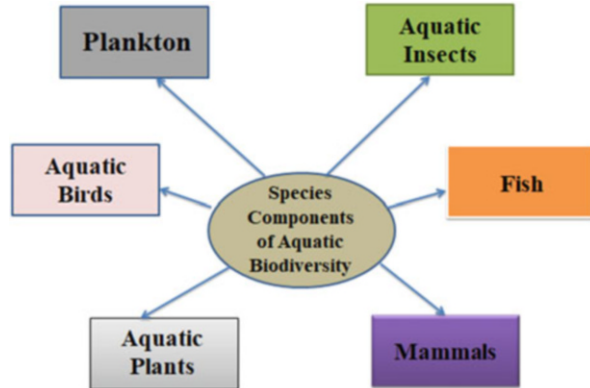 Plankton
Aquatic
Insects
Aquatic
Birds
Species
Components
of Aquatic
Biodiversity
Fish
Aquatic
Plants
Mammals